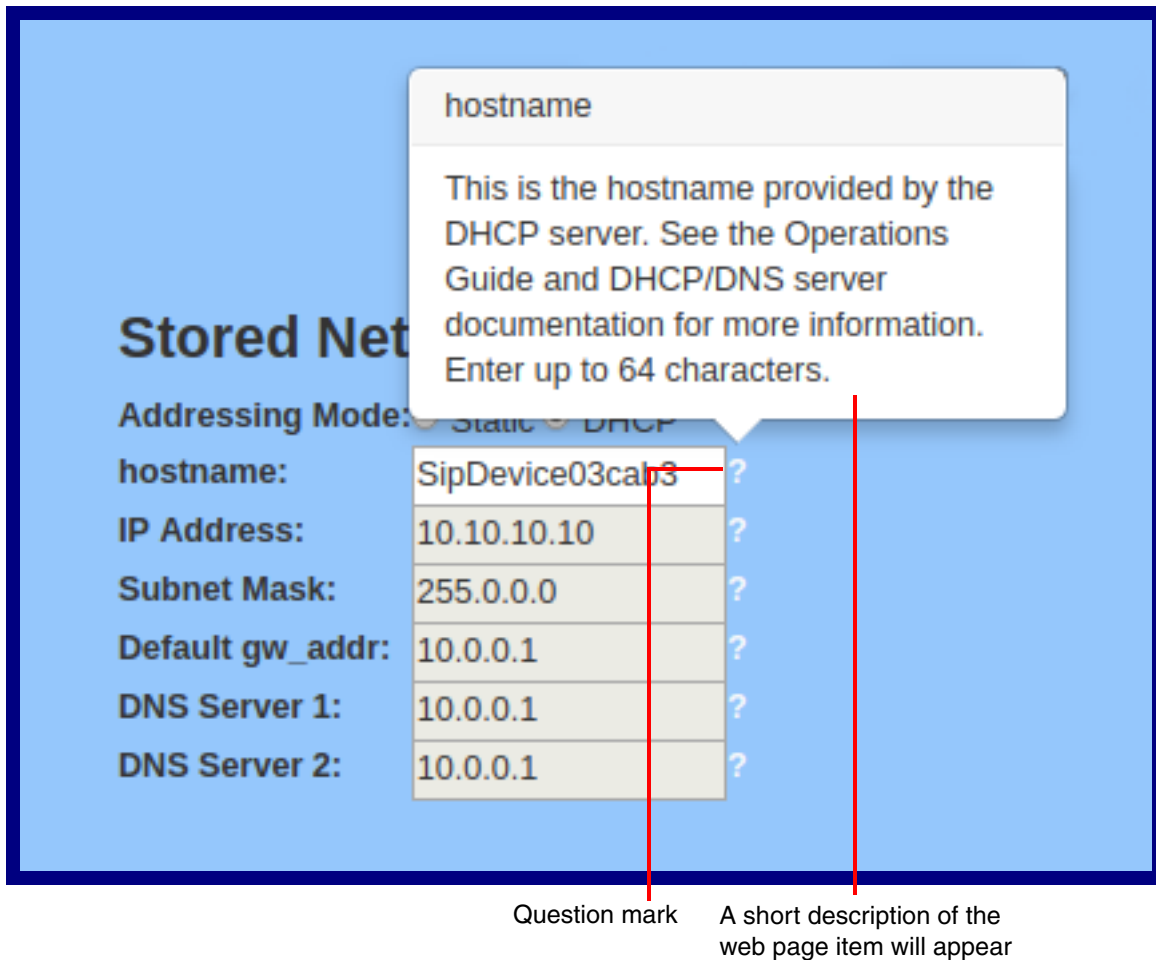 hostname
This is the hostname provided by the
DHCP server. See the Operations
Guide and DHCP/DNS server
documentation for more information.
Enter up to 64 characters.
Stored Net
Addressing Mode: Static DHCP
hostname: SipDevice03cab3 ?
IP Address: 10.10.10.10 ?
Subnet Mask: 255.0.0.0 ?
Default gw_addr: 10.0.0.1 ?
DNS Server 1: 10.0.0.1 ?
DNS Server 2: 10.0.0.1 ?
Question mark
A short description of the
web page item will appear